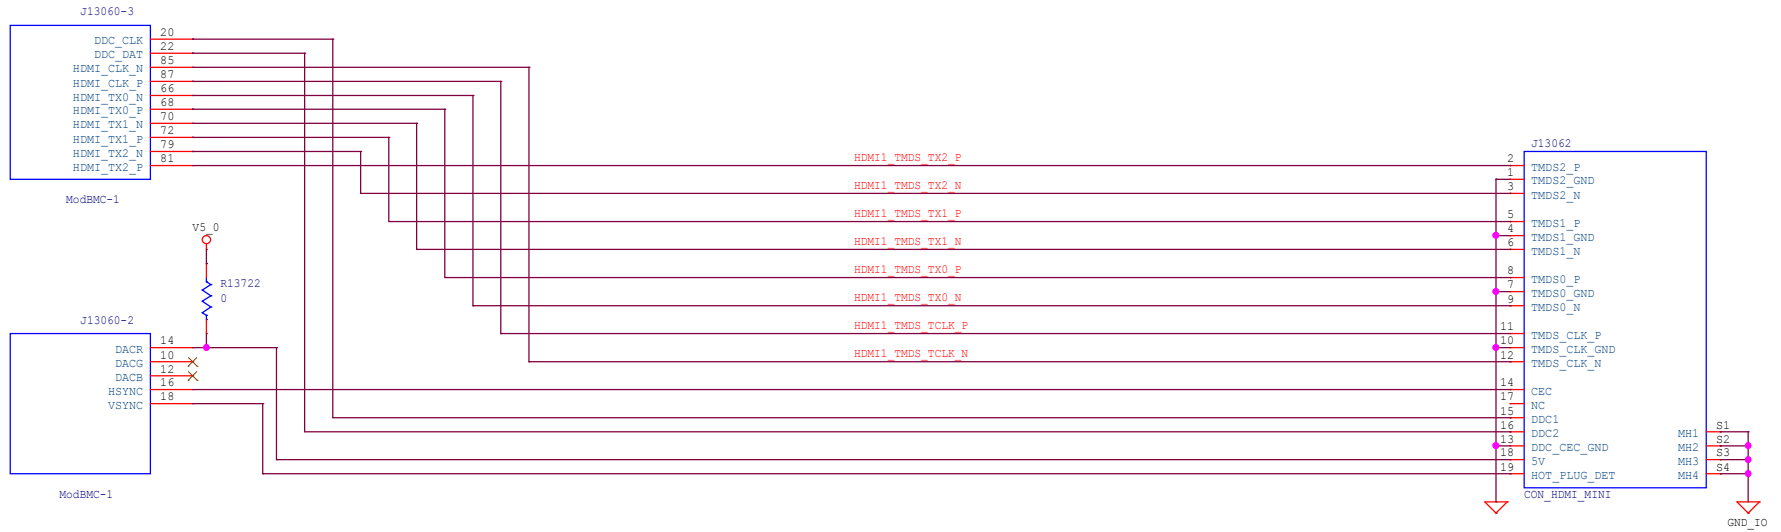 J13060-3
DDC_CLK 20
DDC_DAT 22
HDMI_CLK_N 85
HDMI_CLK_P 87
HDMI_TX0_N 66
HDMI_TX0_P 68
HDMI_TX1_N 70
HDMI_TX1_P 72
HDMI_TX2_N 79
HDMI_TX2_P 81
ModBMC-1
V5_0
R13722
0
J13060-2
DACR 14
DACG 10
DACB 12
HSYNC 16
VSYNC 18
ModBMC-1
HDMI1_TMDS_TX2_P
HDMI1_TMDS_TX2_N
HDMI1_TMDS_TX1_P
HDMI1_TMDS_TX1_N
HDMI1_TMDS_TX0_P
HDMI1_TMDS_TX0_N
HDMI1_TMDS_TCLK_P
HDMI1_TMDS_TCLK_N
J13062
2 TMDS2_P
1 TMDS2_GND
3 TMDS2_N
5 TMDS1_P
4 TMDS1_GND
6 TMDS1_N
8 TMDS0_P
7 TMDS0_GND
9 TMDS0_N
11 TMDS_CLK_P
10 TMDS_CLK_GND
12 TMDS_CLK_N
14 CEC
17 NC
15 DDC1
16 DDC2
13 DDC_CEC_GND
18 5V
19 HOT_PLUG_DET
MH1 S1
MH2 S2
MH3 S3
MH4 S4
CON_HDMI_MINI
GND_IO